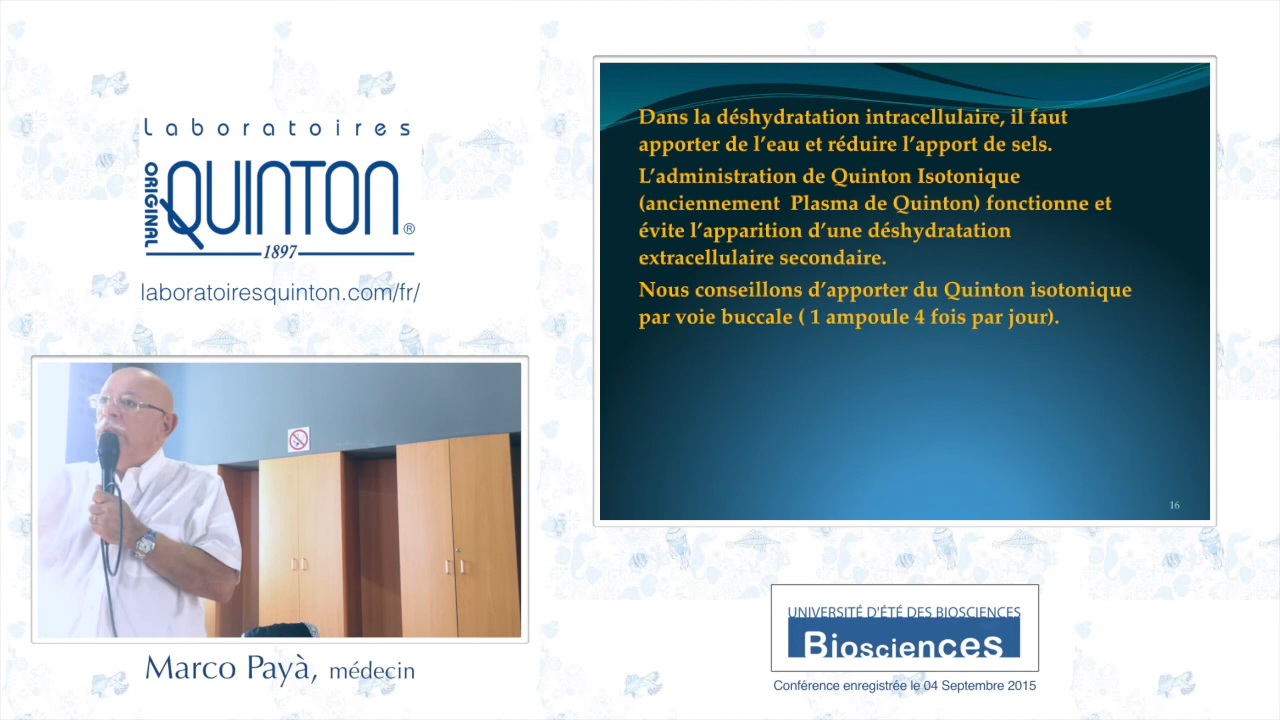 Laboratoires
ORIGINAL
QUINTON®
1897
laboratoiresquinton.com/fr/
Marco Payà, médecin
Dans la déshydratation intracellulaire, il faut
apporter de l’eau et réduire l’apport de sels.
L’administration de Quinton Isotonique
(anciennement Plasma de Quinton) fonctionne et
évite l’apparition d’une déshydratation
extracellulaire secondaire.
Nous conseillons d’apporter du Quinton isotonique
par voie buccale ( 1 ampoule 4 fois par jour).
16
UNIVERSITÉ D'ÉTÉ DES BIOSCIENCES
Biosciences
Conférence enregistrée le 04 Septembre 2015